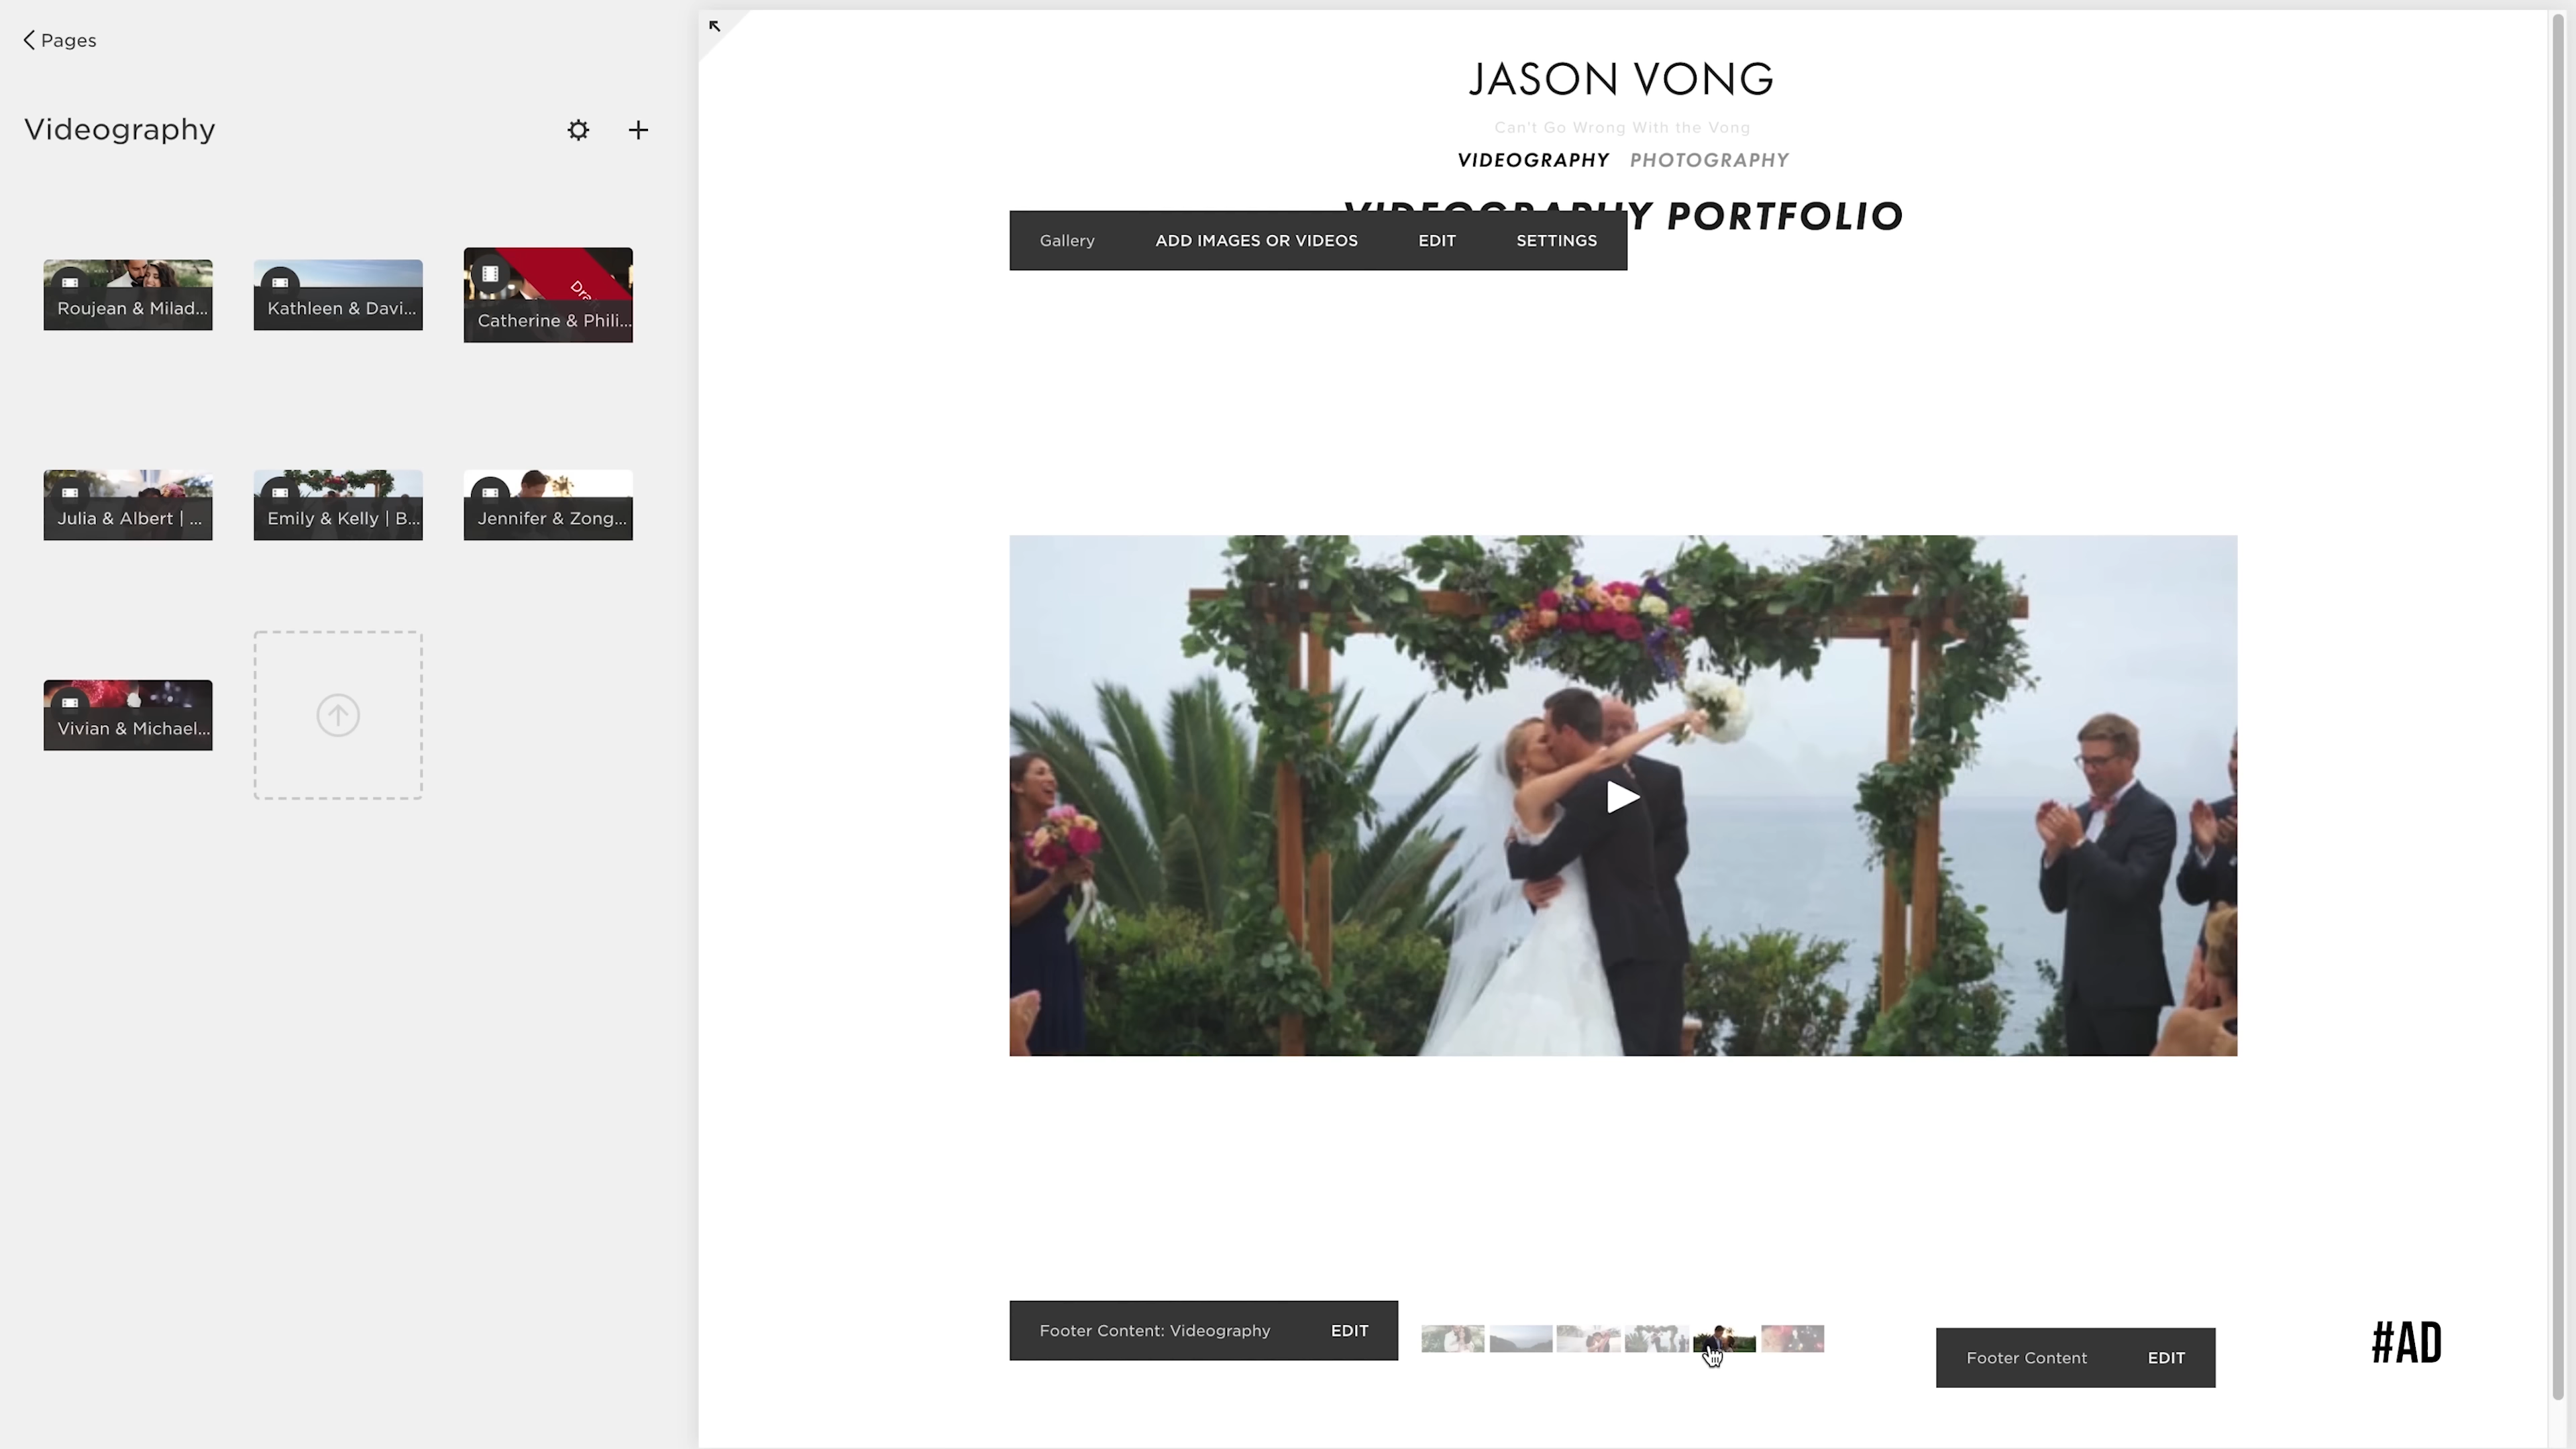 Pages
Videography
Roujean & Milad...
Kathleen & Davi...
Catherine & Phili...
Julia & Albert | ...
Emily & Kelly | B...
Jennifer & Zong...
Vivian & Michael...
JASON VONG
Can't Go Wrong With the Vong
VIDEOGRAPHY PHOTOGRAPHY
VIDEOGRAPHY PORTFOLIO
Gallery ADD IMAGES OR VIDEOS EDIT SETTINGS
Footer Content: Videography EDIT
Footer Content EDIT
#AD